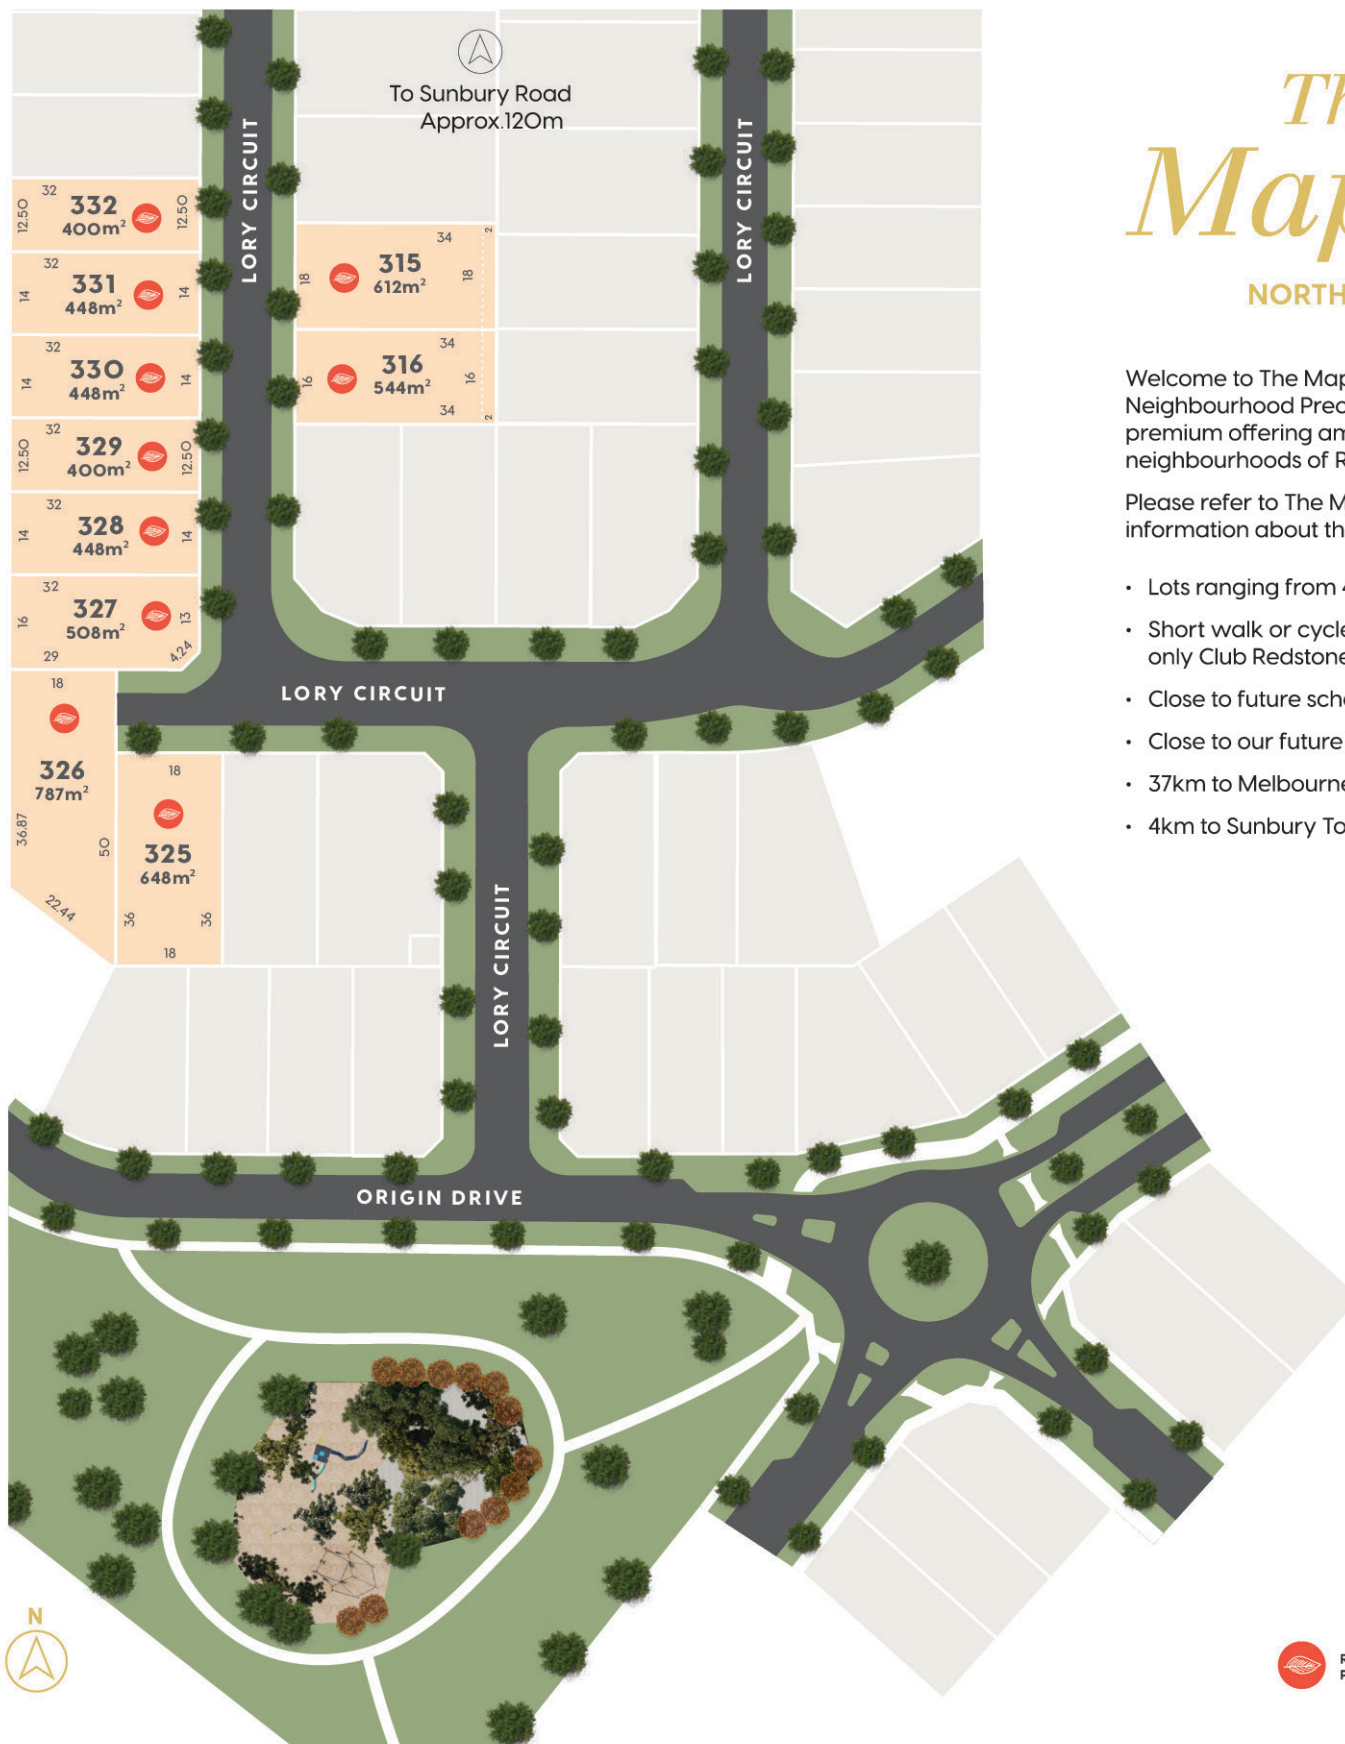 To Sunbury Road
Approx.120m
LORY CIRCUIT
LORY CIRCUIT
32
12.50
332
400m²
12.50
32
14
331
448m²
14
32
14
330
448m²
14
32
12.50
329
400m²
12.50
32
14
328
448m²
14
32
16
327
508m²
13
29
4.24
34
2
18
315
612m²
18
34
16
316
544m²
16
34
2
LORY CIRCUIT
18
326
787m²
36.87
50
22.44
18
325
648m²
36
36
18
LORY CIRCUIT
ORIGIN DRIVE
N
Th
Map
NORTH
Welcome to The Map
Neighbourhood Prec
premium offering am
neighbourhoods of R
Please refer to The M
information about th
• Lots ranging from 4
• Short walk or cycle
only Club Redstone
• Close to future scho
• Close to our future
• 37km to Melbourne
• 4km to Sunbury To
R
P